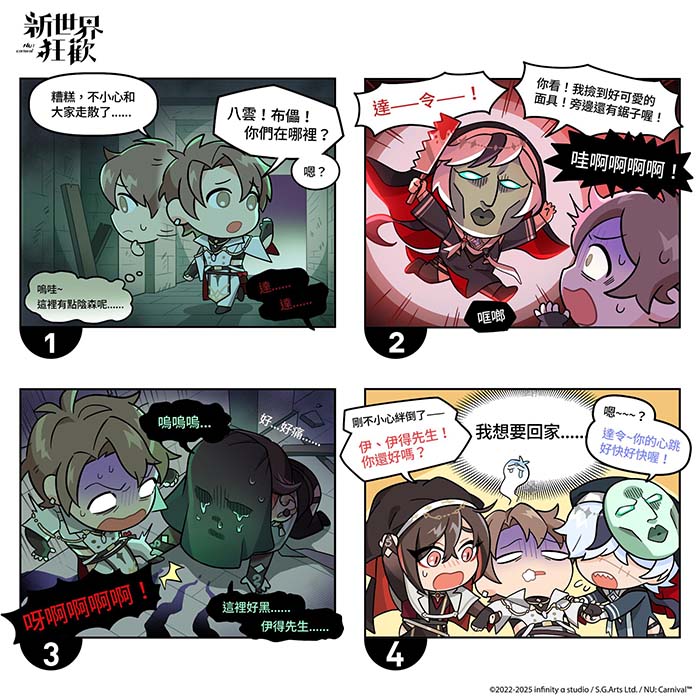 新世界
狂歡
NU:
carnival
糟糕，不小心和
大家走散了......
八雲！布儡！
你們在哪裡？
嗯？
嗚哇~
這裡有點陰森呢......
達......
達......
1
達——令——！
你看！我撿到好可愛的
面具！旁邊還有鋸子喔！
哇啊啊啊啊！
哐啷
2
嗚嗚嗚......
好...好痛......
呀啊啊啊啊！
這裡好黑......
伊得先生......
3
剛不小心絆倒了——
伊、伊得先生！
你還好嗎？
我想要回家......
嗯~~~？
達令~你的心跳
好快好快喔！
4
©2022-2025 infinity α studio / S.G.Arts Ltd. / NU: Carnival™